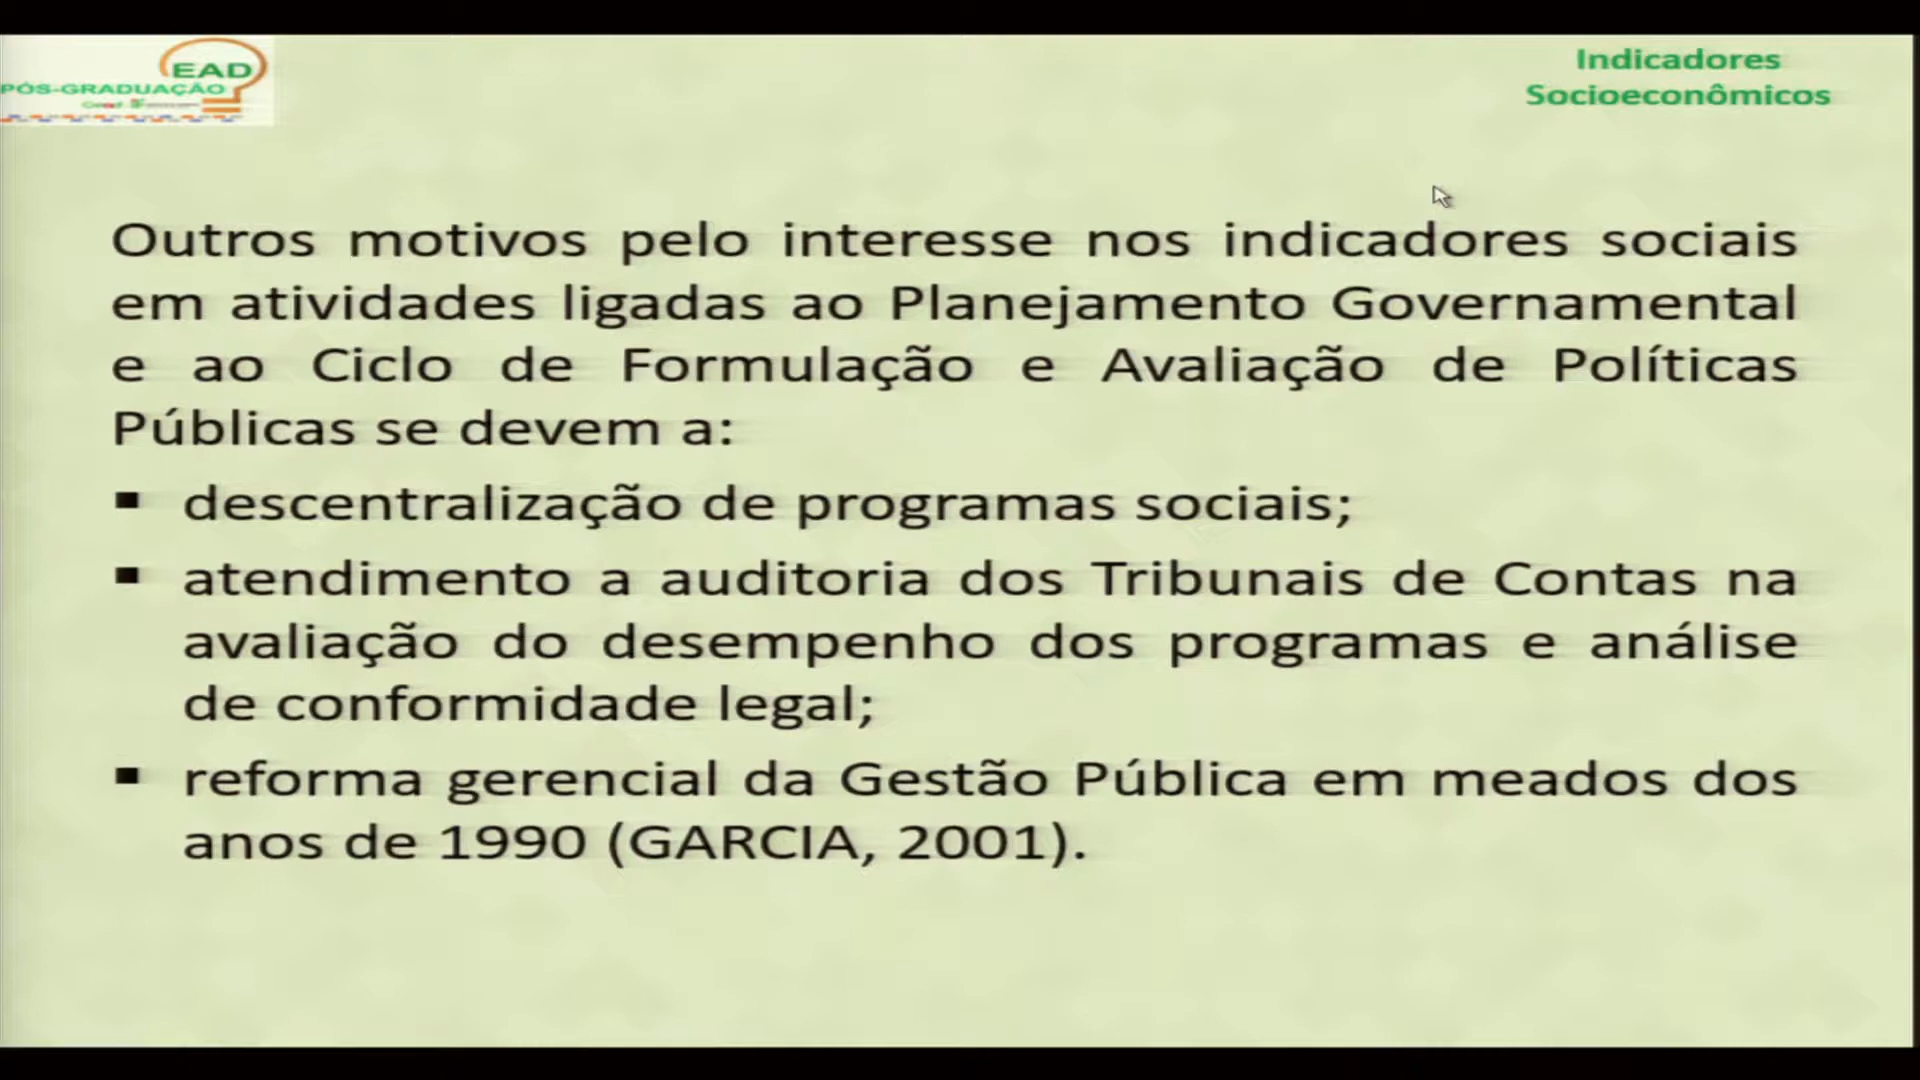 EAD
PÓS-GRADUAÇÃO
Indicadores
Socioeconômicos
Outros motivos pelo interesse nos indicadores sociais
em atividades ligadas ao Planejamento Governamental
e ao Ciclo de Formulação e Avaliação de Políticas
Públicas se devem a:
▪ descentralização de programas sociais;
▪ atendimento a auditoria dos Tribunais de Contas na
avaliação do desempenho dos programas e análise
de conformidade legal;
▪ reforma gerencial da Gestão Pública em meados dos
anos de 1990 (GARCIA, 2001).